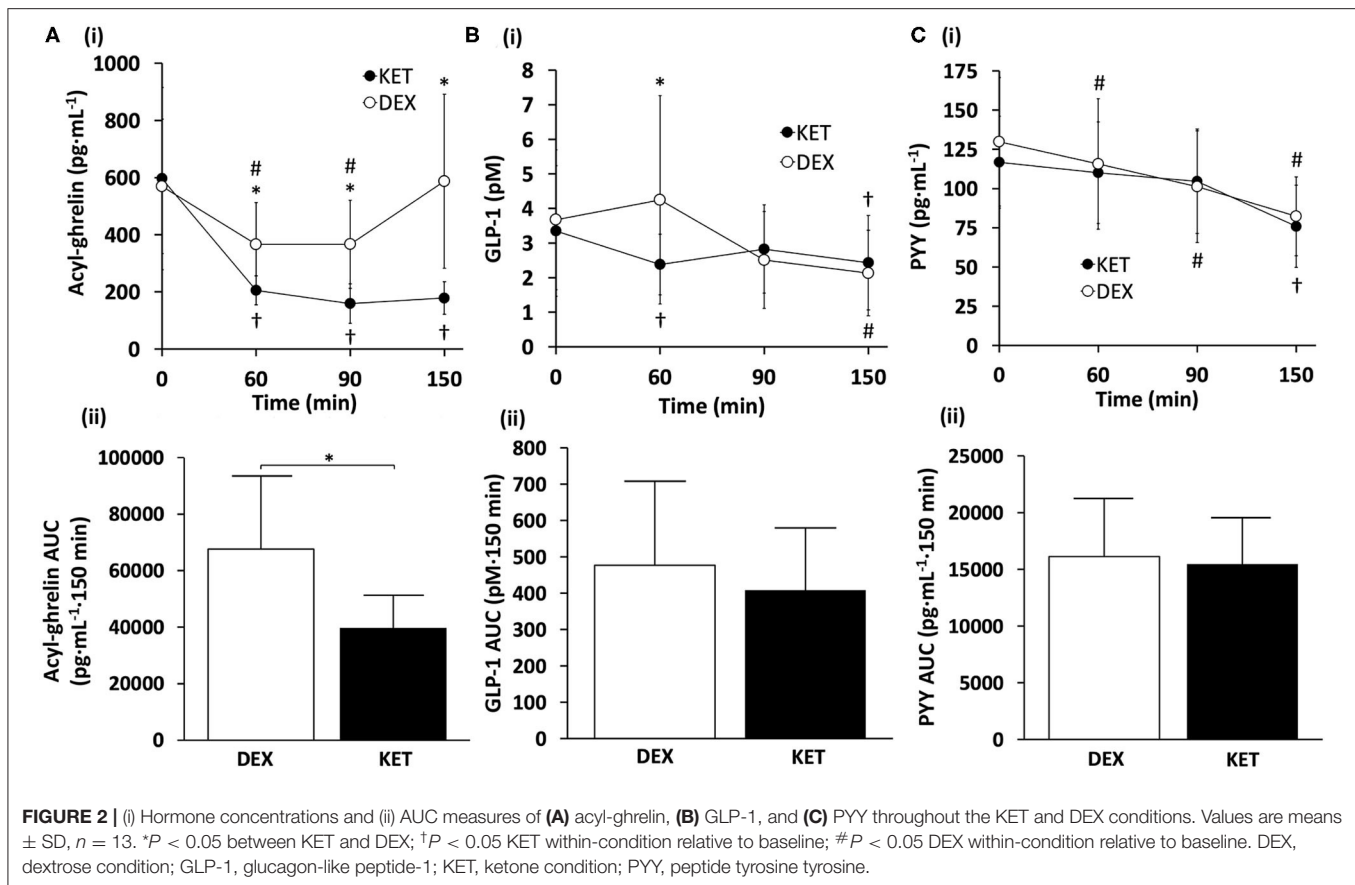 A (i)
1000
800
600
400
200
0
Acyl-ghrelin (pg·mL⁻¹)
KET
DEX
*
#
*
#
*
†
†
†
0 60 90 150
Time (min)
B (i)
8
7
6
5
4
3
2
1
0
GLP-1 (pM)
*
KET
DEX
†
†
#
0 60 90 150
Time (min)
C (i)
175
150
125
100
75
50
25
0
PYY (pg·mL⁻¹)
#
#
#
†
KET
DEX
0 60 90 150
Time (min)
(ii)
100000
80000
60000
40000
20000
0
Acyl-ghrelin AUC
(pg·mL⁻¹·150 min)
*
DEX KET
(ii)
800
700
600
500
400
300
200
100
0
GLP-1 AUC (pM·150 min)
DEX KET
(ii)
25000
20000
15000
10000
5000
0
PYY AUC (pg·mL⁻¹·150 min)
DEX KET
FIGURE 2 | (i) Hormone concentrations and (ii) AUC measures of (A) acyl-ghrelin, (B) GLP-1, and (C) PYY throughout the KET and DEX conditions. Values are means
± SD, n = 13. *P < 0.05 between KET and DEX; †P < 0.05 KET within-condition relative to baseline; #P < 0.05 DEX within-condition relative to baseline. DEX,
dextrose condition; GLP-1, glucagon-like peptide-1; KET, ketone condition; PYY, peptide tyrosine tyrosine.